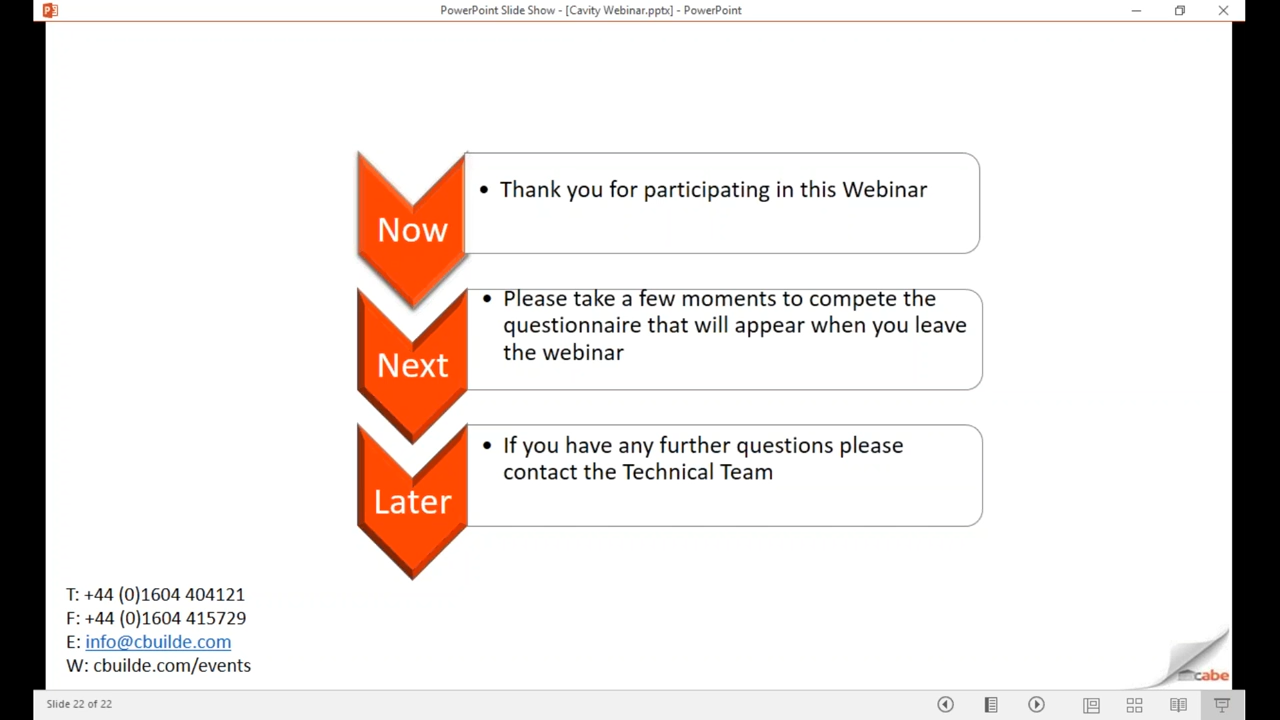 PowerPoint Slide Show - [Cavity Webinar.pptx] - PowerPoint
Now
• Thank you for participating in this Webinar
Next
• Please take a few moments to compete the
questionnaire that will appear when you leave
the webinar
Later
• If you have any further questions please
contact the Technical Team
T: +44 (0)1604 404121
F: +44 (0)1604 415729
E: info@cbuilde.com
W: cbuilde.com/events
cabe
Slide 22 of 22